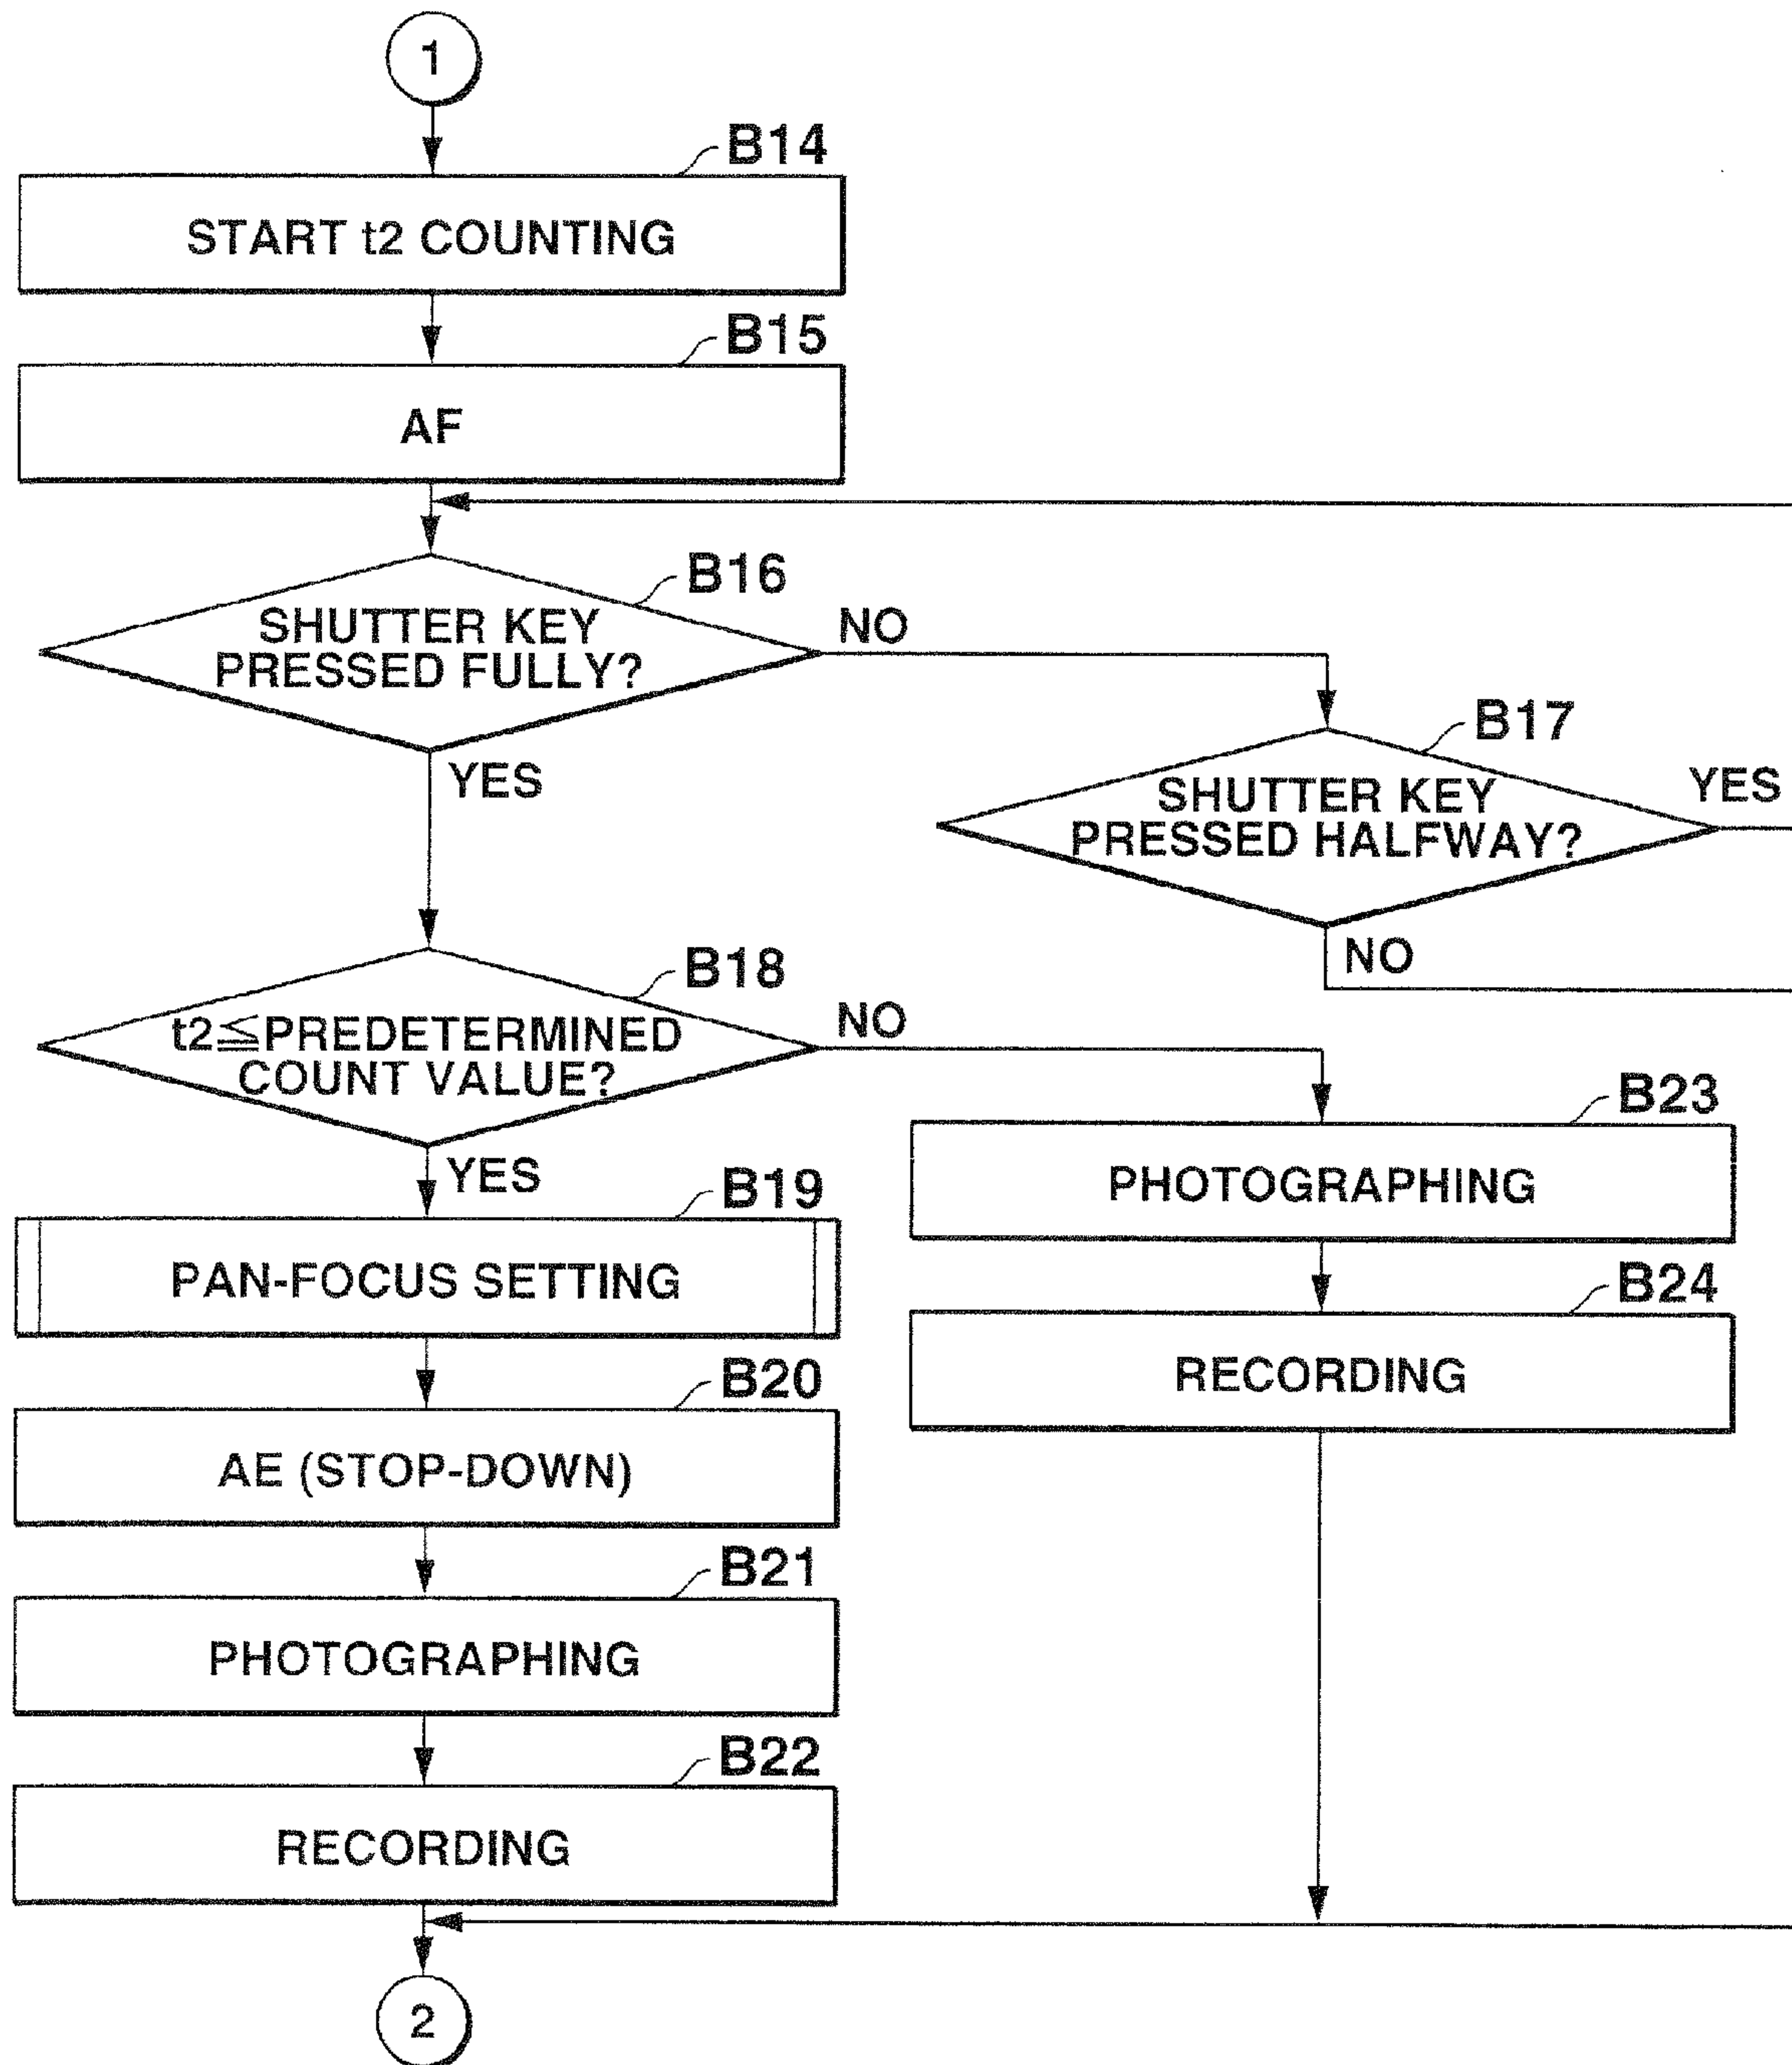 1
B14
START t2 COUNTING
B15
AF
B16
SHUTTER KEY
PRESSED FULLY?
NO
YES
B17
SHUTTER KEY
PRESSED HALFWAY?
YES
NO
B18
t2≦PREDETERMINED
COUNT VALUE?
NO
YES
B19
PAN-FOCUS SETTING
B20
AE (STOP-DOWN)
B21
PHOTOGRAPHING
B22
RECORDING
B23
PHOTOGRAPHING
B24
RECORDING
2